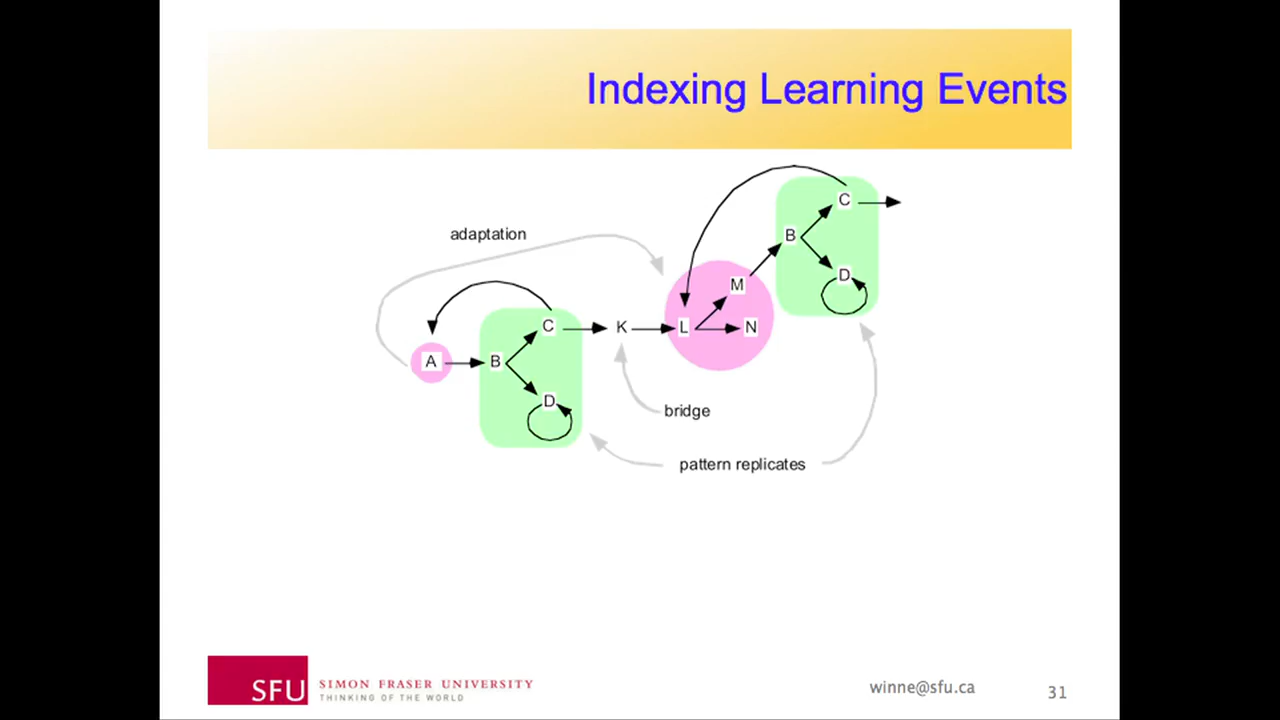 Indexing Learning Events
adaptation
C
B
D
M
C
K
L
N
A
B
D
bridge
pattern replicates
SFU
SIMON FRASER UNIVERSITY
THINKING OF THE WORLD
winne@sfu.ca
31